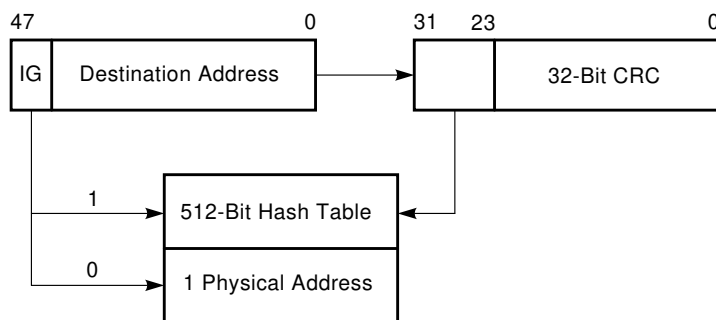 47 0 31 23 0
IG Destination Address 32-Bit CRC
1 512-Bit Hash Table
0 1 Physical Address